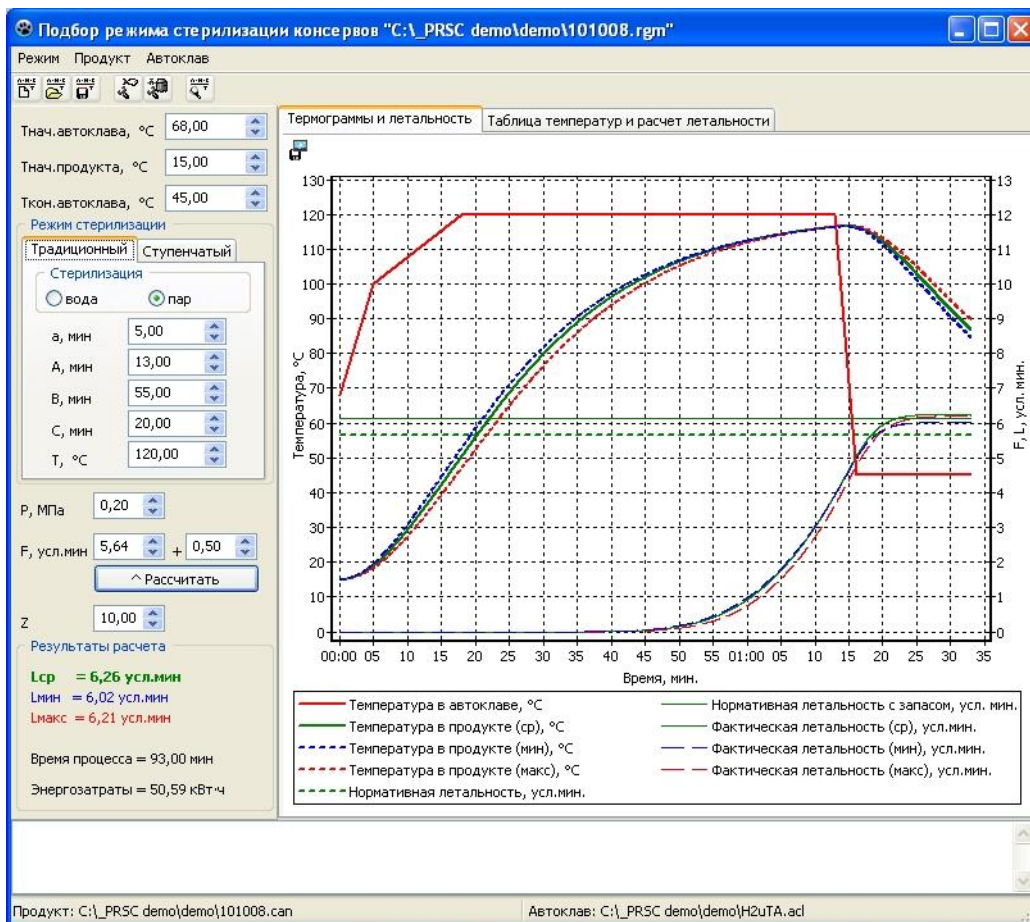 Подбор режима стерилизации консервов "C:\_PRSC demo\demo\101008.rgm"
Режим Продукт Автоклав
Тнач.автоклава, °C 68,00
Тнач.продукта, °C 15,00
Ткон.автоклава, °C 45,00
Режим стерилизации
Традиционный Ступенчатый
Стерилизация
вода пар
а, мин 5,00
А, мин 13,00
В, мин 55,00
С, мин 20,00
Т, °C 120,00
Р, МПа 0,20
F, усл.мин 5,64 + 0,50
^ Рассчитать
Z 10,00
Результаты расчета
Lср = 6,26 усл.мин
Lмин = 6,02 усл.мин
Lмакс = 6,21 усл.мин
Время процесса = 93,00 мин
Энергозатраты = 50,59 кВт·ч
Термограммы и летальность Таблица температур и расчет летальности
Температура, °C
130
120
110
100
90
80
70
60
50
40
30
20
10
0
F, L, усл. мин.
13
12
11
10
9
8
7
6
5
4
3
2
1
0
00:00 05 10 15 20 25 30 35 40 45 50 55 01:00 05 10 15 20 25 30 35
Время, мин.
Температура в автоклаве, °C
Температура в продукте (ср), °C
Температура в продукте (мин), °C
Температура в продукте (макс), °C
Нормативная летальность, усл.мин.
Нормативная летальность с запасом, усл. мин.
Фактическая летальность (ср), усл.мин.
Фактическая летальность (мин), усл.мин.
Фактическая летальность (макс), усл.мин.
Продукт: C:\_PRSC demo\demo\101008.can
Автоклав: C:\_PRSC demo\demo\H2uTA.acl